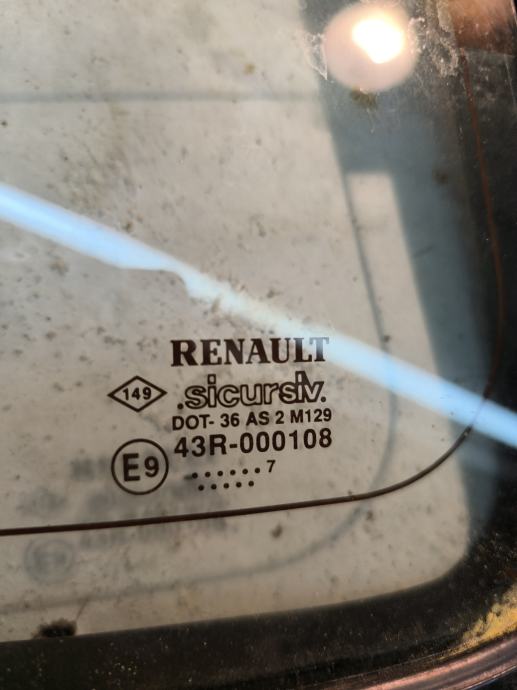 RENAULT
149
.sicursiv.
DOT- 36 AS 2 M129
E9
43R-000108
.......7
.....